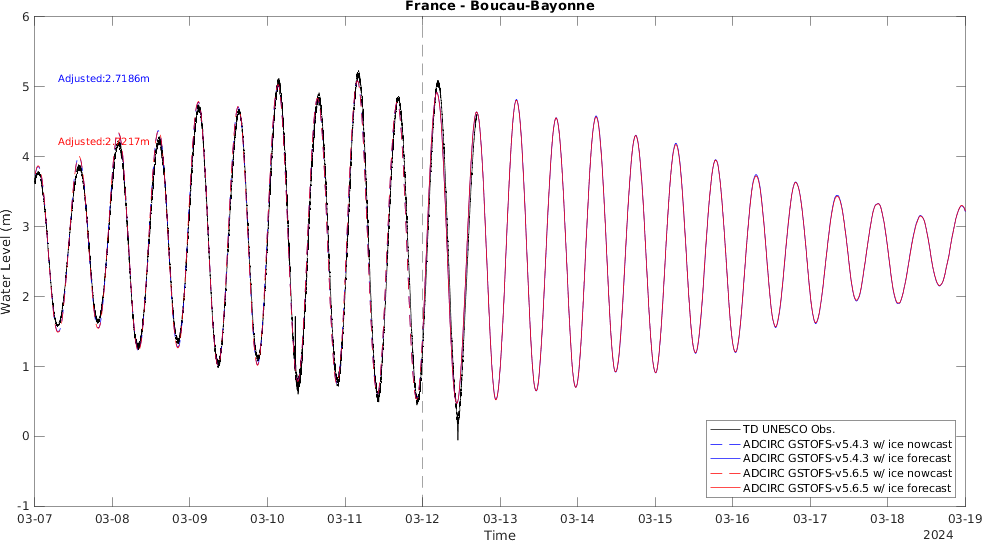 France - Boucau-Bayonne
6
5
4
3
2
1
0
-1
Water Level (m)
Adjusted:2.7186m
03-07
03-08
03-09
03-10
03-11
03-12
03-13
03-14
03-15
03-16
03-17
03-18
03-19
Time
2024
TD UNESCO Obs.
ADCIRC GSTOFS-v5.4.3 w/ ice nowcast
ADCIRC GSTOFS-v5.4.3 w/ ice forecast
ADCIRC GSTOFS-v5.6.5 w/ ice nowcast
ADCIRC GSTOFS-v5.6.5 w/ ice forecast